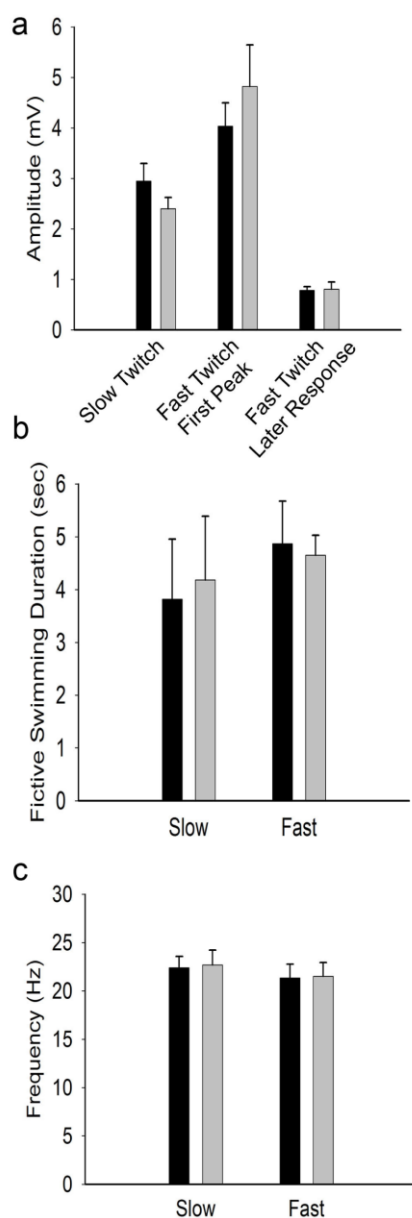 a
Amplitude (mV)
6
5
4
3
2
1
0
Slow Twitch
Fast Twitch
First Peak
Fast Twitch
Later Response
b
Fictive Swimming Duration (sec)
6
5
4
3
2
1
0
Slow
Fast
c
Frequency (Hz)
30
25
20
15
10
5
0
Slow
Fast